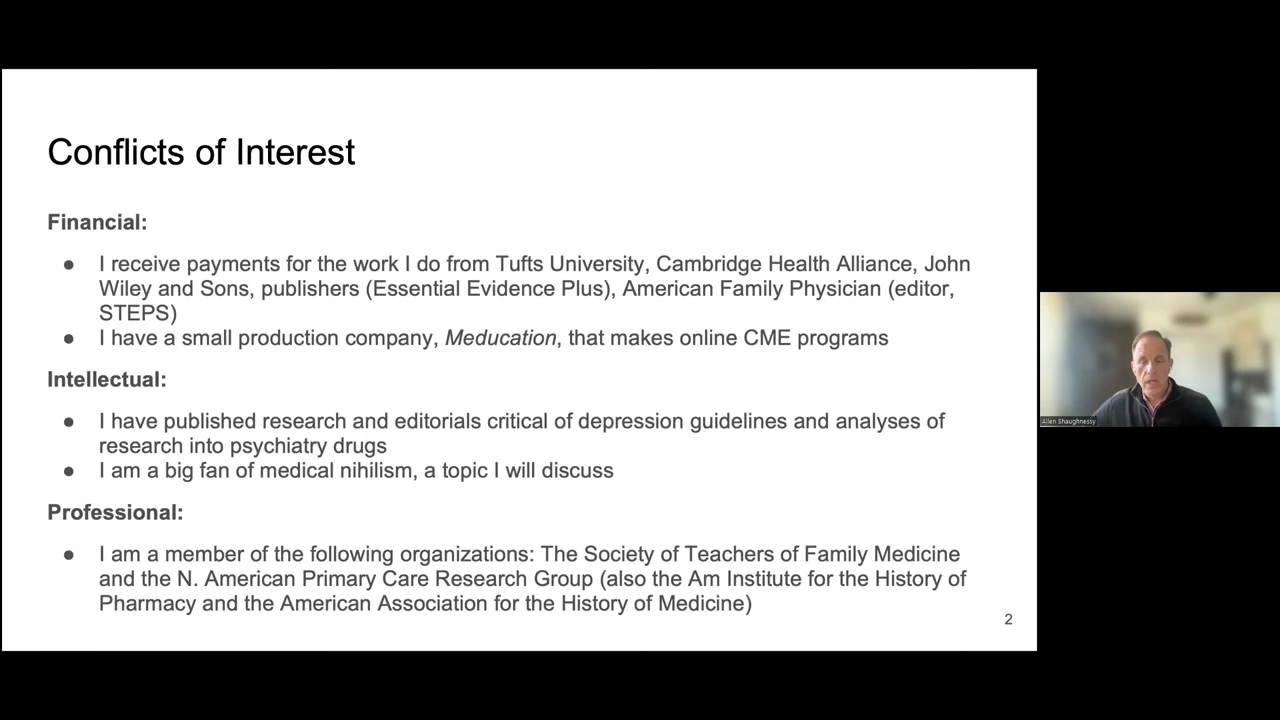 Conflicts of Interest
Financial:
● I receive payments for the work I do from Tufts University, Cambridge Health Alliance, John
Wiley and Sons, publishers (Essential Evidence Plus), American Family Physician (editor,
STEPS)
● I have a small production company, Meducation, that makes online CME programs
Intellectual:
● I have published research and editorials critical of depression guidelines and analyses of
research into psychiatry drugs
● I am a big fan of medical nihilism, a topic I will discuss
Professional:
● I am a member of the following organizations: The Society of Teachers of Family Medicine
and the N. American Primary Care Research Group (also the Am Institute for the History of
Pharmacy and the American Association for the History of Medicine)
2
Allen Shaughnessy